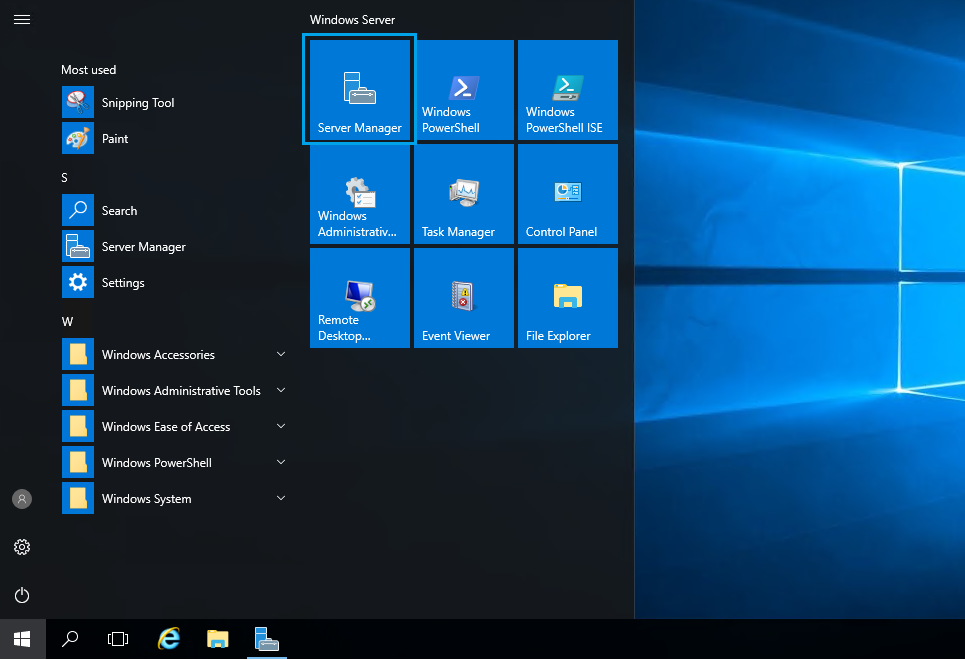 Windows Server
Most used
Snipping Tool
Paint
S
Search
Server Manager
Settings
W
Windows Accessories
Windows Administrative Tools
Windows Ease of Access
Windows PowerShell
Windows System
Server Manager
Windows
PowerShell
Windows
PowerShell ISE
Windows
Administrativ...
Task Manager
Control Panel
Remote
Desktop...
Event Viewer
File Explorer